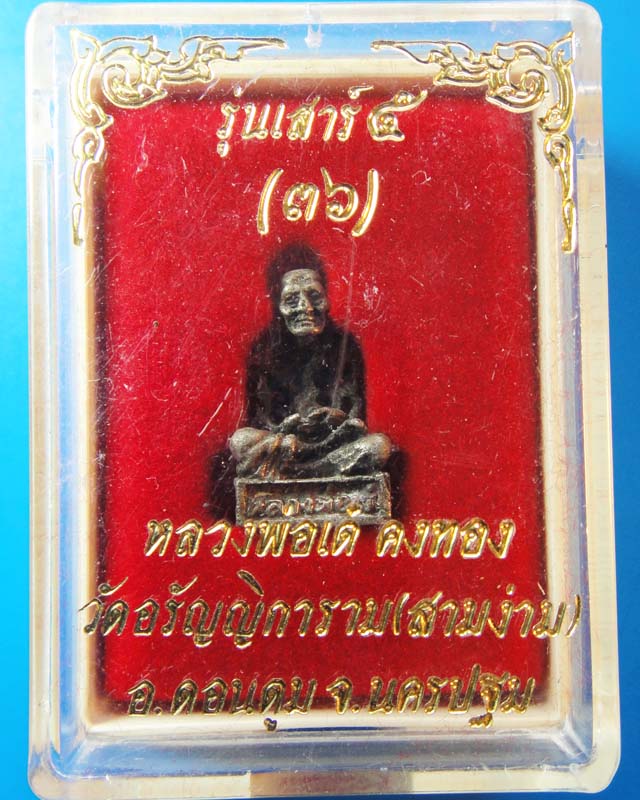 รุ่นเสาร์ ๕
(๓๖)
หลวงพ่อเต๋ คงทอง
วัดอรัญญิการาม(สามง่าม)
อ.ดอนตูม จ.นครปฐม